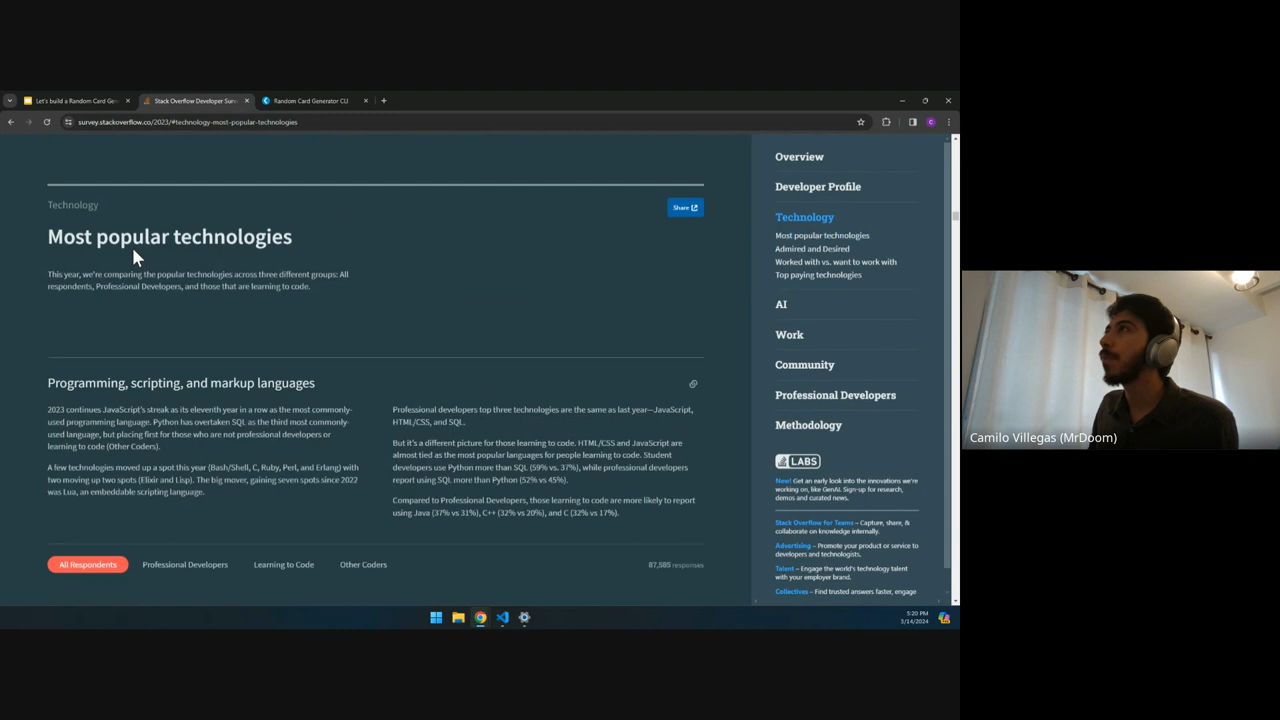 Let's build a Random Card Gen
Stack Overflow Developer Surv
Random Card Generator CLI
survey.stackoverflow.co/2023/#technology-most-popular-technologies
Technology
Share
Most popular technologies
This year, we're comparing the popular technologies across three different groups: All
respondents, Professional Developers, and those that are learning to code.
Programming, scripting, and markup languages
2023 continues JavaScript's streak as its eleventh year in a row as the most commonly-
used programming language. Python has overtaken SQL as the third most commonly-
used language, but placing first for those who are not professional developers or
learning to code (Other Coders).
A few technologies moved up a spot this year (Bash/Shell, C, Ruby, Perl, and Erlang) with
two moving up two spots (Elixir and Lisp). The big mover, gaining seven spots since 2022
was Lua, an embeddable scripting language.
Professional developers top three technologies are the same as last year—JavaScript,
HTML/CSS, and SQL.
But it's a different picture for those learning to code. HTML/CSS and JavaScript are
almost tied as the most popular languages for people learning to code. Student
developers use Python more than SQL (59% vs. 37%), while professional developers
report using SQL more than Python (52% vs 45%).
Compared to Professional Developers, those learning to code are more likely to report
using Java (37% vs 31%), C++ (32% vs 20%), and C (32% vs 17%).
All Respondents
Professional Developers
Learning to Code
Other Coders
87,585 responses
Overview
Developer Profile
Technology
Most popular technologies
Admired and Desired
Worked with vs. want to work with
Top paying technologies
AI
Work
Community
Professional Developers
Methodology
LABS
New! Get an early look into the innovations we're
working on, like GenAI. Sign-up for research,
demos and curated news.
Stack Overflow for Teams – Capture, share, &
collaborate on knowledge internally.
Advertising – Promote your product or service to
developers and technologists.
Talent – Engage the world's technology talent
with your employer brand.
Collectives – Find trusted answers faster, engage
5:20 PM
3/14/2024
Camilo Villegas (MrDoom)